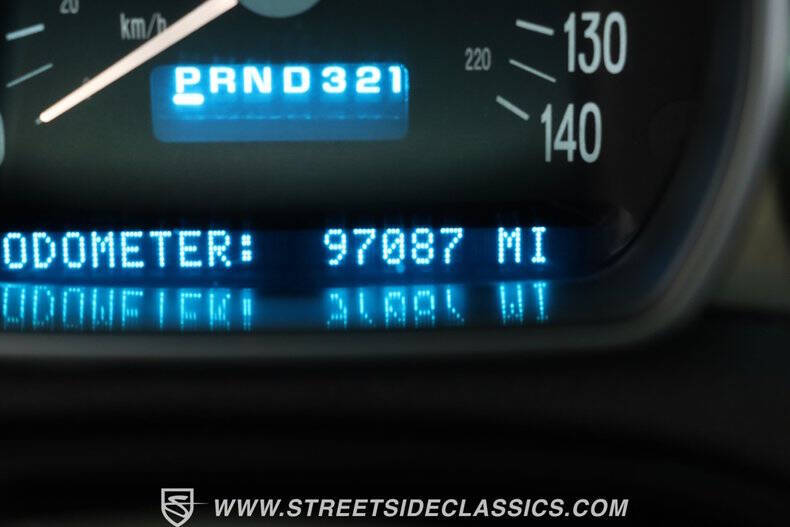 20
km/h
130
220
PRND321
140
ODOMETER: 97087 MI
WWW.STREETSIDECLASSICS.COM